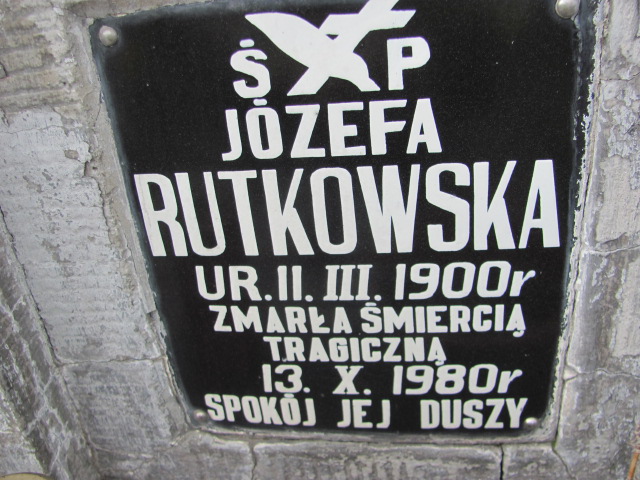 Ś P
JÓZEFA
RUTKOWSKA
UR. 11. III. 1900r
ZMARŁA ŚMIERCIĄ
TRAGICZNĄ
13. X. 1980r
SPOKÓJ JEJ DUSZY